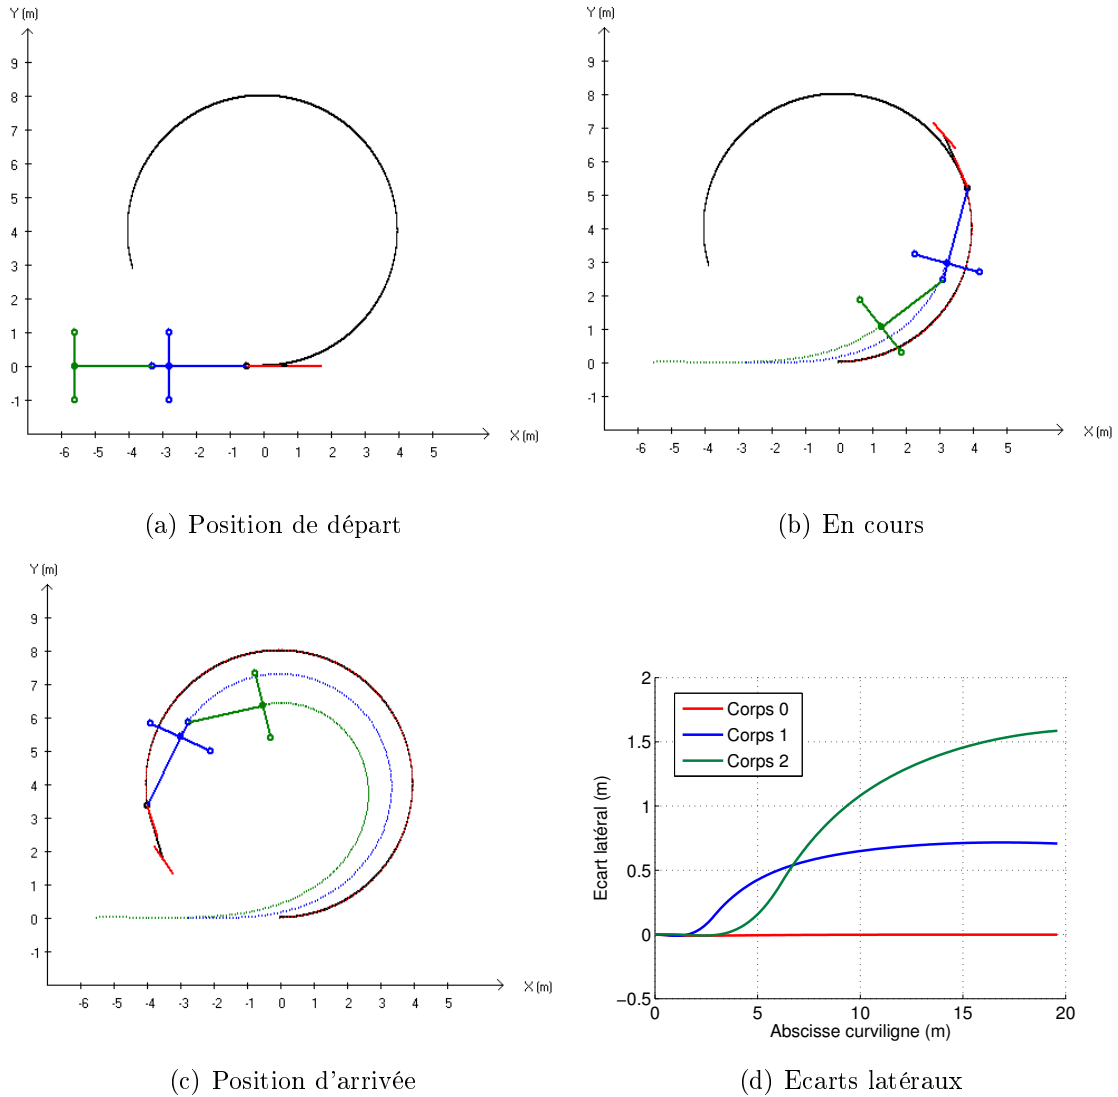 Y (m)
9
8
7
6
5
4
3
2
1
0
-1
-6 -5 -4 -3 -2 -1 0 1 2 3 4 5
X (m)
(a) Position de départ
Y (m)
9
8
7
6
5
4
3
2
1
0
-1
-6 -5 -4 -3 -2 -1 0 1 2 3 4 5
X (m)
(b) En cours
Y (m)
9
8
7
6
5
4
3
2
1
0
-1
-6 -5 -4 -3 -2 -1 0 1 2 3 4 5
X (m)
(c) Position d'arrivée
2
1.5
1
0.5
0
−0.5
Ecart latéral (m)
Corps 0
Corps 1
Corps 2
0 5 10 15 20
Abscisse curviligne (m)
(d) Ecarts latéraux